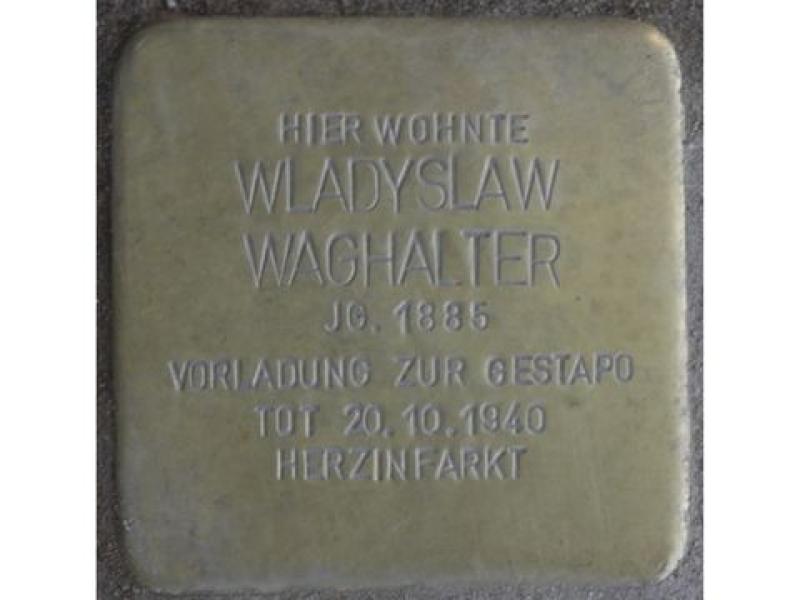 HIER WOHNTE
WLADYSLAW
WAGHALTER
JG. 1885
VORLADUNG ZUR GESTAPO
TOT 20.10.1940
HERZINFARKT